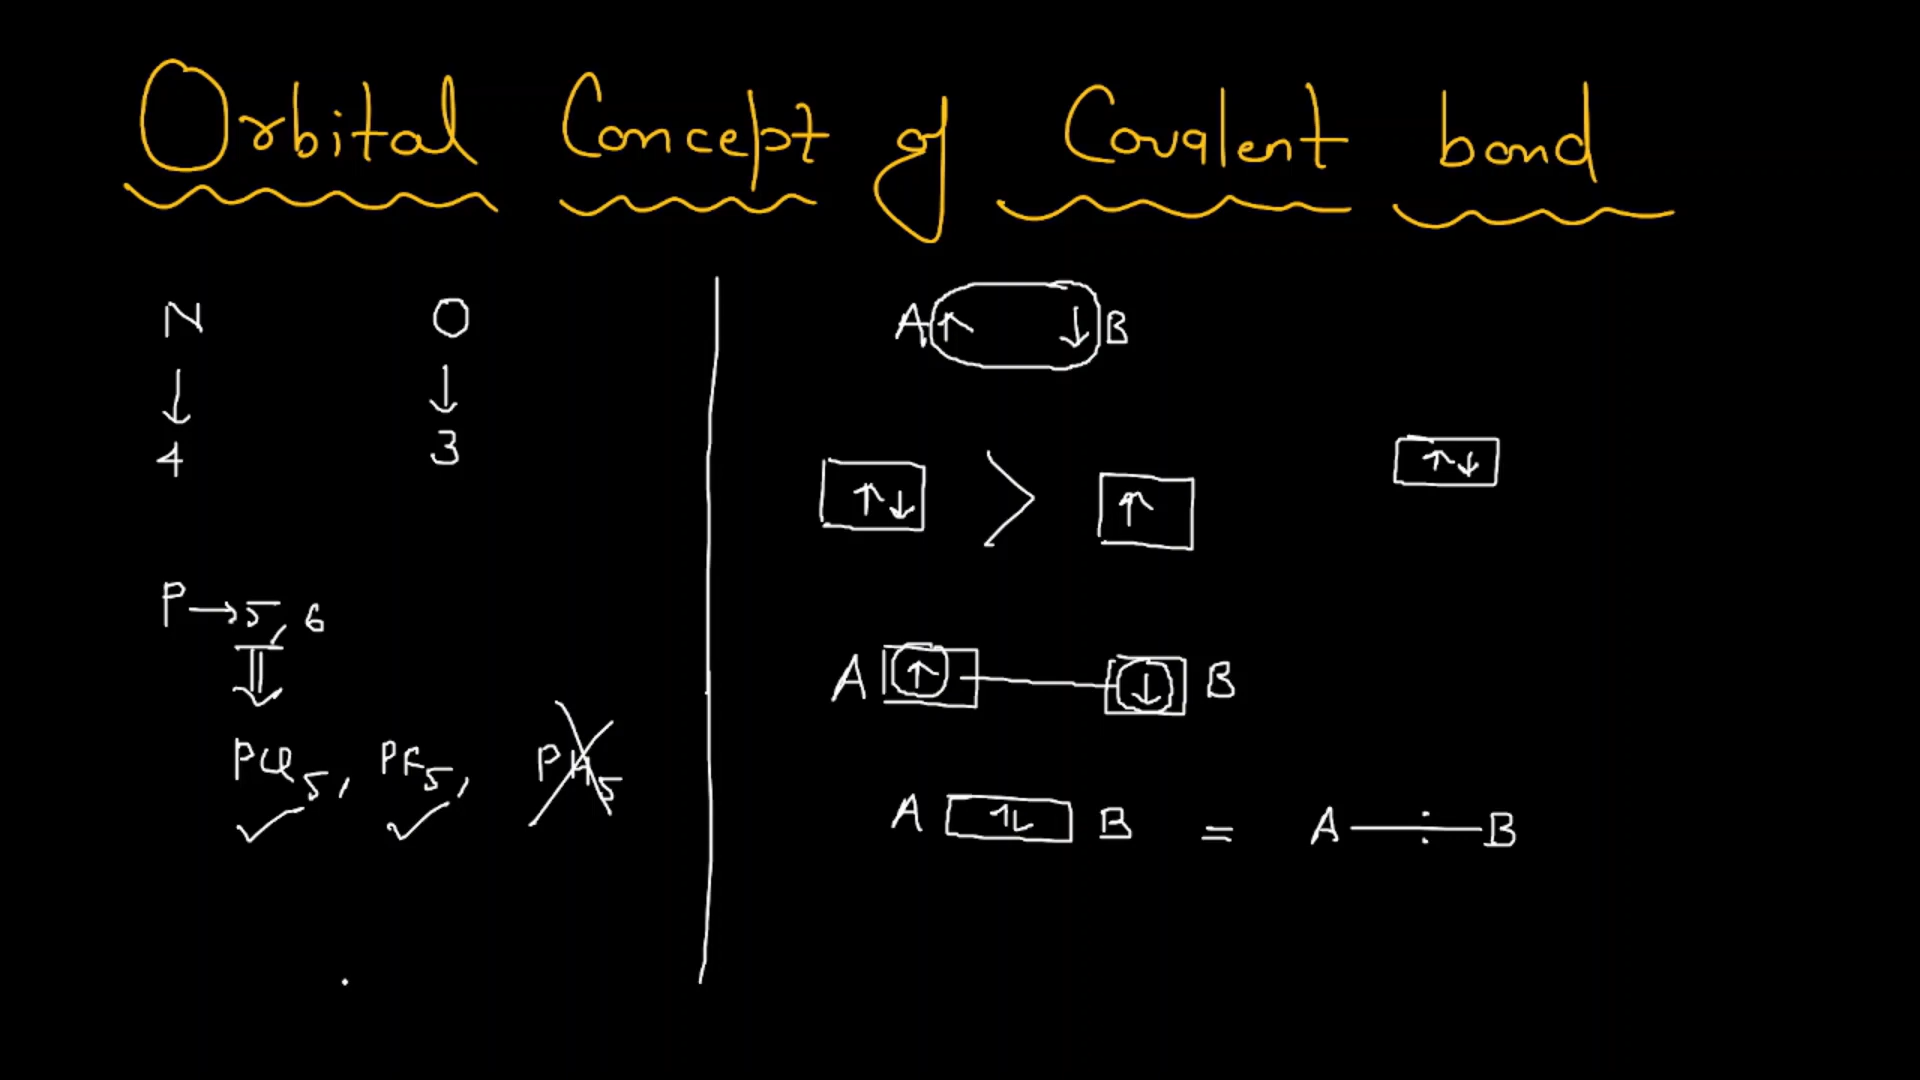 Orbital Concept of Covalent bond
N O
↓ ↓
4 3
P → 5, 6
⇓
PCl5, PF5, PH5
A ↑ ↓ B
↑↓ > ↑
↑↓
A ↑ — ↓ B
A ↑↓ B = A —:— B